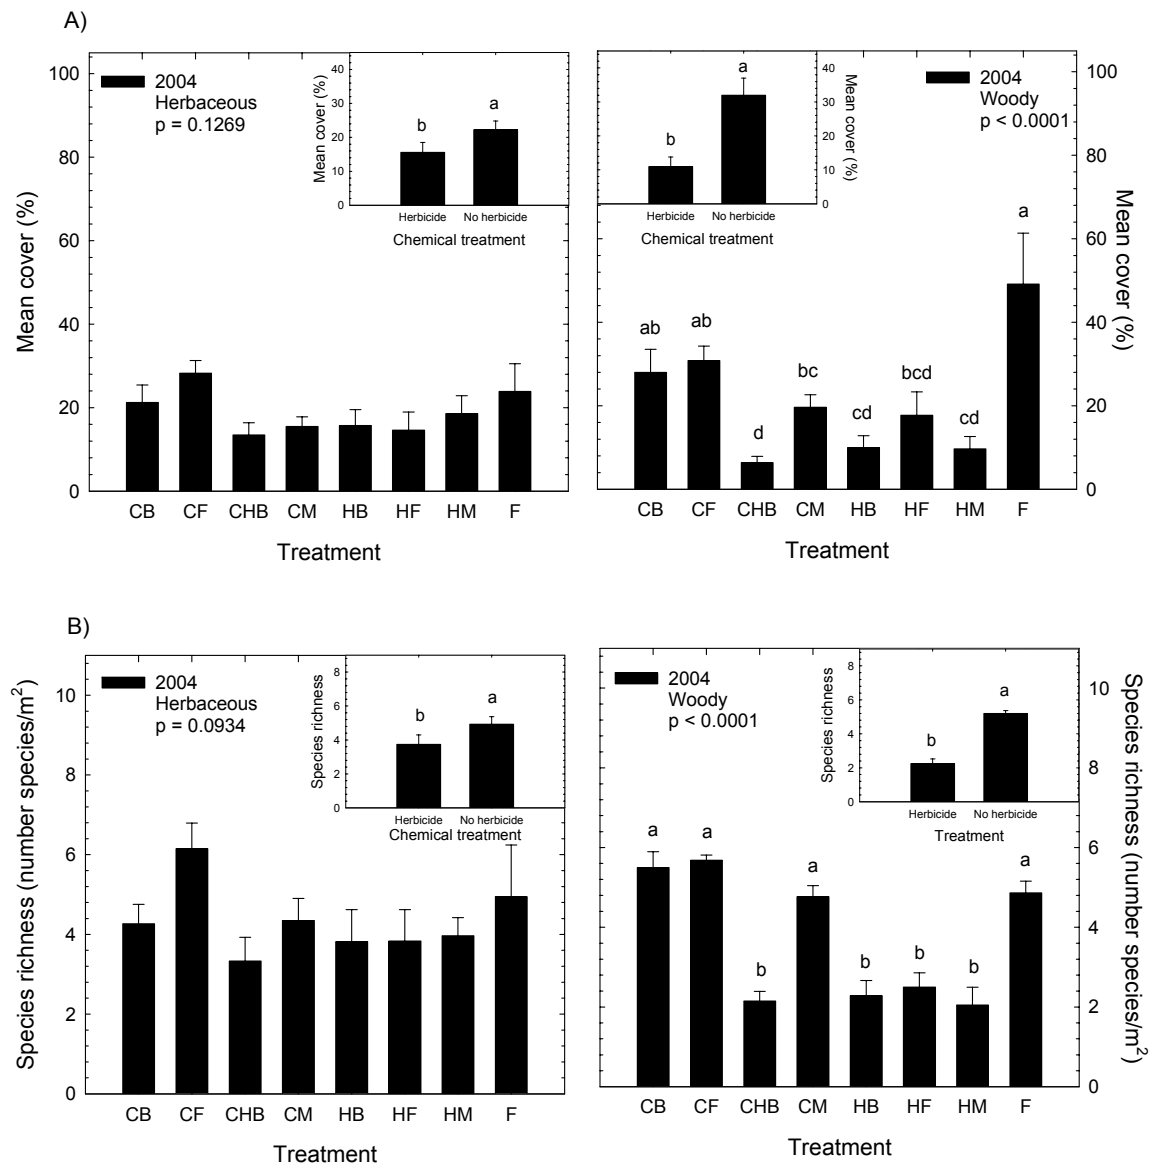 A)
100
80
60
40
20
0
Mean cover (%)
2004
Herbaceous
p = 0.1269
40
30
20
10
0
Mean cover (%)
b
a
Herbicide
No herbicide
Chemical treatment
CB CF CHB CM HB HF HM F
Treatment
40
30
20
10
0
Mean cover (%)
b
a
Herbicide
No herbicide
Chemical treatment
2004
Woody
p < 0.0001
100
80
60
40
20
0
Mean cover (%)
ab ab d bc cd bcd cd a
CB CF CHB CM HB HF HM F
Treatment
B)
10
8
6
4
2
0
Species richness (number species/m²)
2004
Herbaceous
p = 0.0934
8
6
4
2
0
Species richness
b
a
Herbicide
No herbicide
Chemical treatment
CB CF CHB CM HB HF HM F
Treatment
2004
Woody
p < 0.0001
8
6
4
2
0
Species richness
b
a
Herbicide
No herbicide
Treatment
10
8
6
4
2
0
Species richness (number species/m²)
a a b a b b b a
CB CF CHB CM HB HF HM F
Treatment